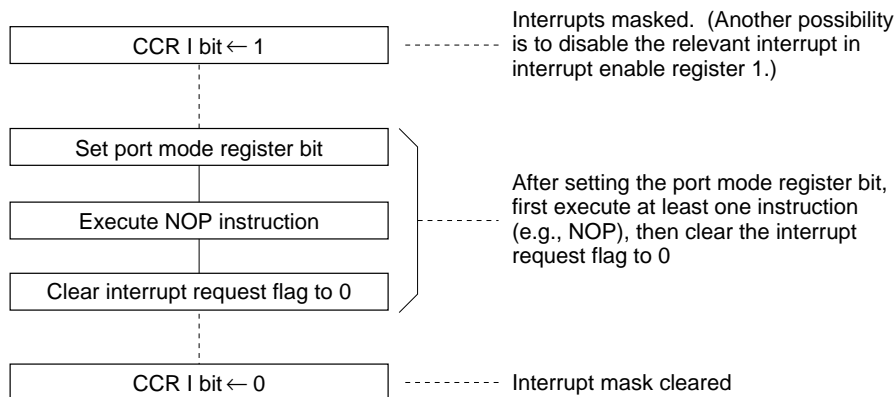 CCR I bit ← 1
Interrupts masked. (Another possibility
is to disable the relevant interrupt in
interrupt enable register 1.)
Set port mode register bit
Execute NOP instruction
Clear interrupt request flag to 0
After setting the port mode register bit,
first execute at least one instruction
(e.g., NOP), then clear the interrupt
request flag to 0
CCR I bit ← 0
Interrupt mask cleared